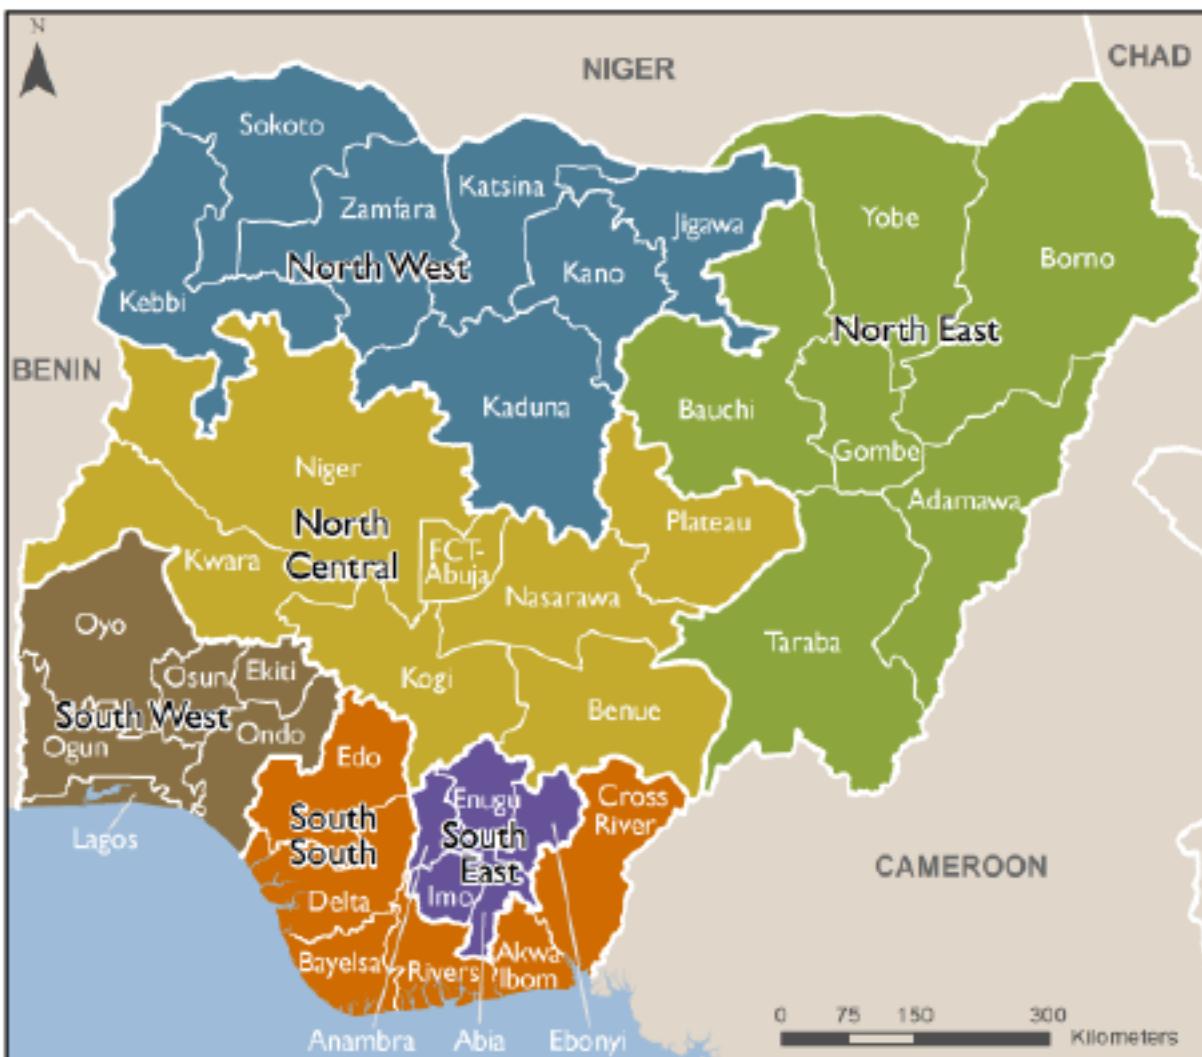 N
NIGER
CHAD
Sokoto
Katsina
Zamfara
Jigawa
Yobe
Borno
North West
Kano
Kebbi
North East
BENIN
Kaduna
Bauchi
Gombe
Niger
Adamawa
North
Central
Plateau
FCT-
Abuja
Kwara
Nasarawa
Oyo
Taraba
Osun
Ekiti
Kogi
South West
Benue
Ogun
Ondo
Edo
Enugu
Cross
River
South
South
South
East
Lagos
CAMEROON
Imo
Delta
Bayelsa
Rivers
Akwa
Ibom
Anambra
Abia
Ebonyi
0 75 150 300
Kilometers